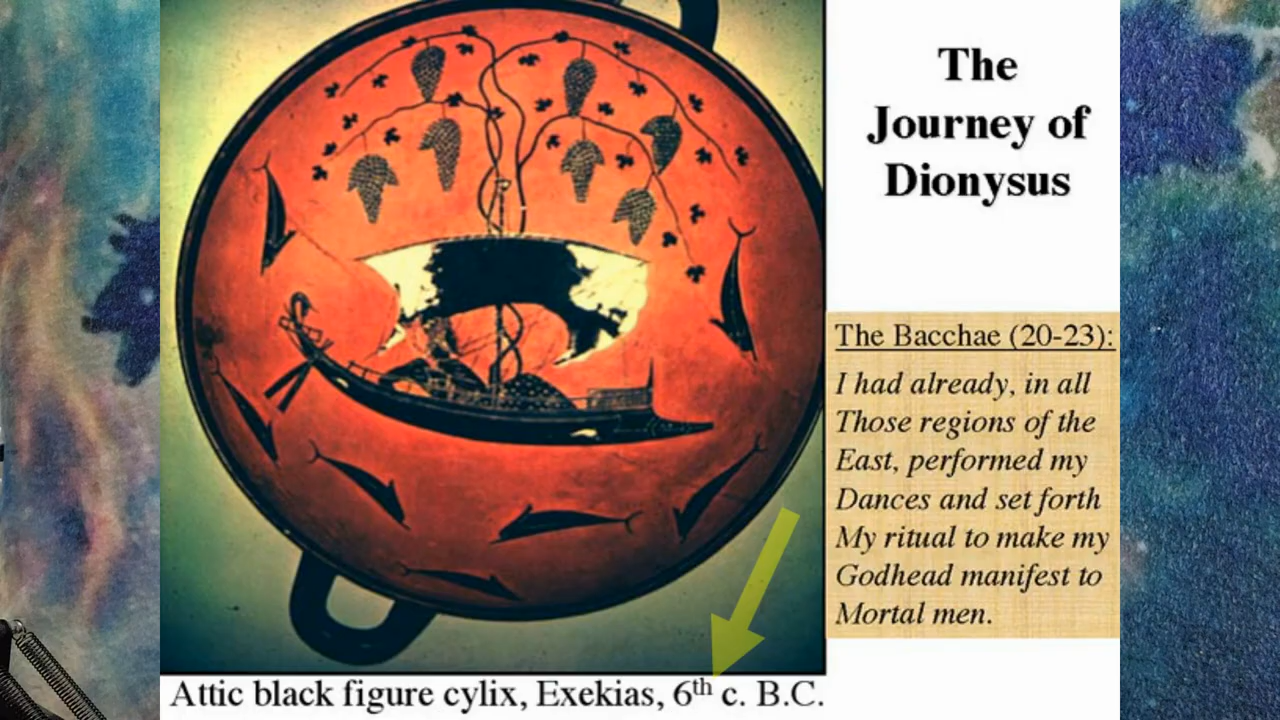 The
Journey of
Dionysus
The Bacchae (20-23):
I had already, in all
Those regions of the
East, performed my
Dances and set forth
My ritual to make my
Godhead manifest to
Mortal men.
Attic black figure cylix, Exekias, 6th c. B.C.